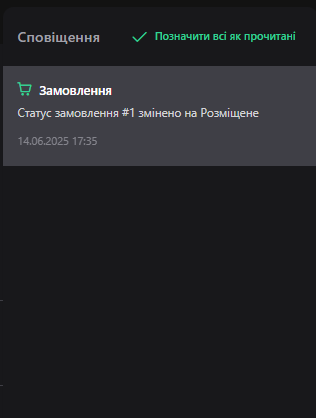 Сповіщення
Позначити всі як прочитані
Замовлення
Статус замовлення #1 змінено на Розміщене
14.06.2025 17:35